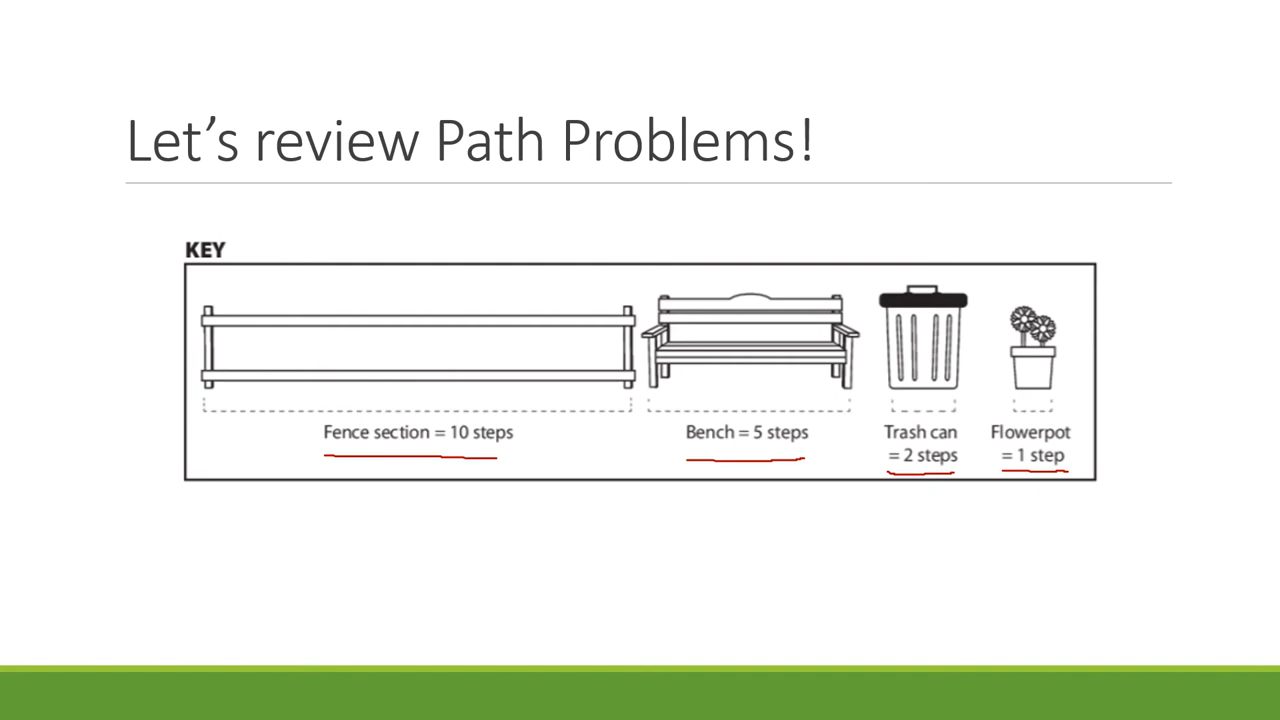 Let's review Path Problems!
KEY
Fence section = 10 steps
Bench = 5 steps
Trash can
= 2 steps
Flowerpot
= 1 step